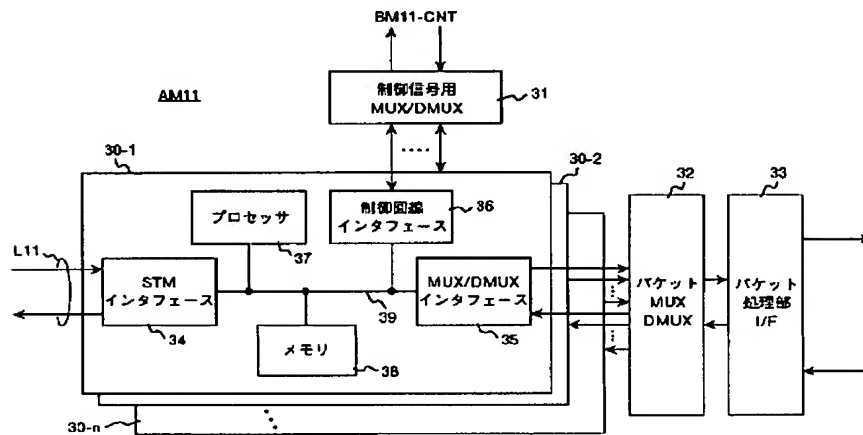 BM11-CNT
AM11
制御信号用
MUX/DMUX
31
30-1
30-2
プロセッサ
37
制御回線
インタフェース
36
32
33
L11
STM
インタフェース
34
39
MUX/DMUX
インタフェース
35
メモリ
38
パケット
MUX
DMUX
パケット
処理部
I/F
30-n